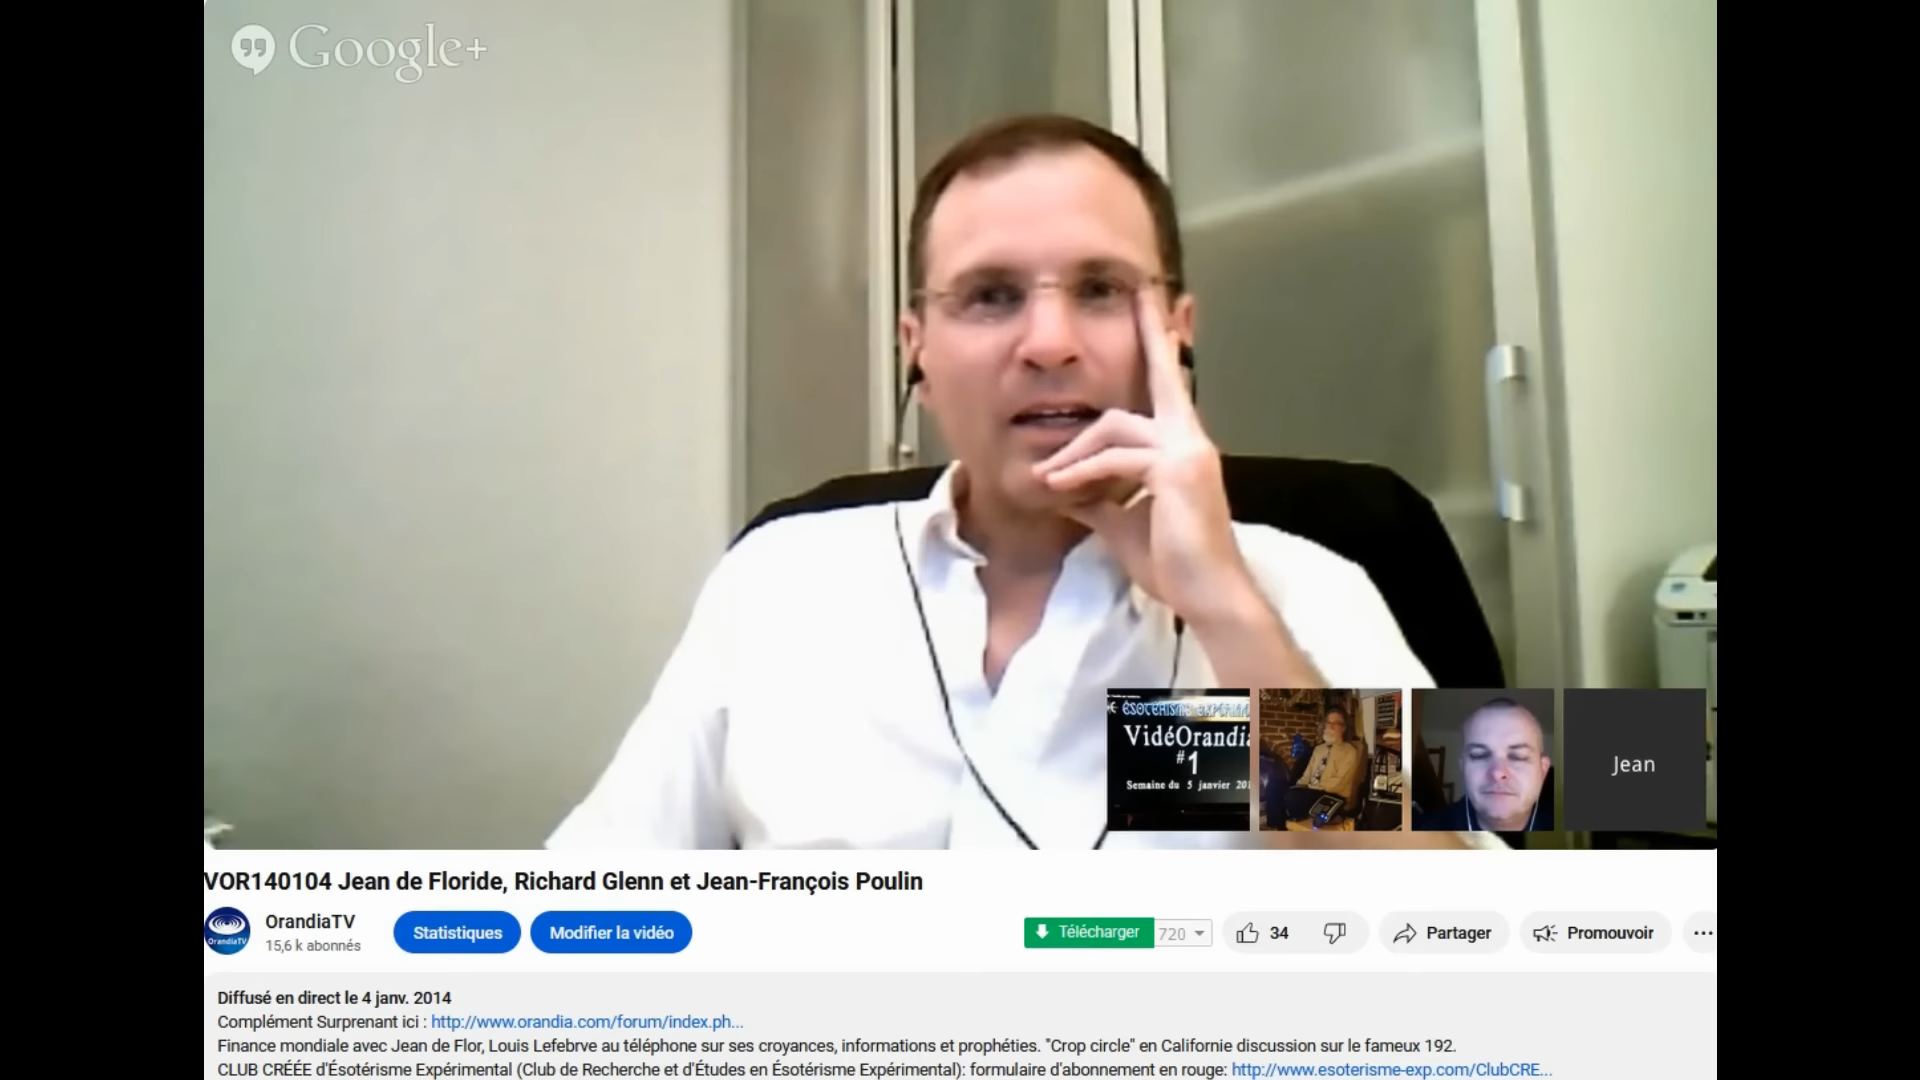 Google+
ÉSOTÉRISME
VidéOrandia
#1
Semaine du 5 janvier 201
Jean
VOR140104 Jean de Floride, Richard Glenn et Jean-François Poulin
OrandiaTV
OrandiaTV
15,6 k abonnés
Statistiques
Modifier la vidéo
Télécharger
720
34
Partager
Promouvoir
Diffusé en direct le 4 janv. 2014
Complément Surprenant ici : http://www.orandia.com/forum/index.ph...
Finance mondiale avec Jean de Flor, Louis Lefebrve au téléphone sur ses croyances, informations et prophéties. "Crop circle" en Californie discussion sur le fameux 192.
CLUB CRÉÉE d'Ésotérisme Expérimental (Club de Recherche et d'Études en Ésotérisme Expérimental): formulaire d'abonnement en rouge: http://www.esoterisme-exp.com/ClubCRE...